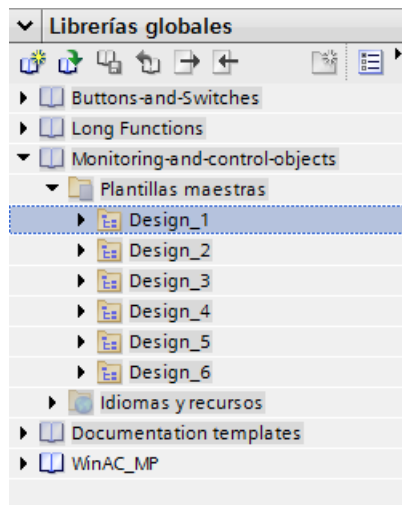 Librerías globales
Buttons-and-Switches
Long Functions
Monitoring-and-control-objects
Plantillas maestras
Design_1
Design_2
Design_3
Design_4
Design_5
Design_6
Idiomas y recursos
Documentation templates
WinAC_MP